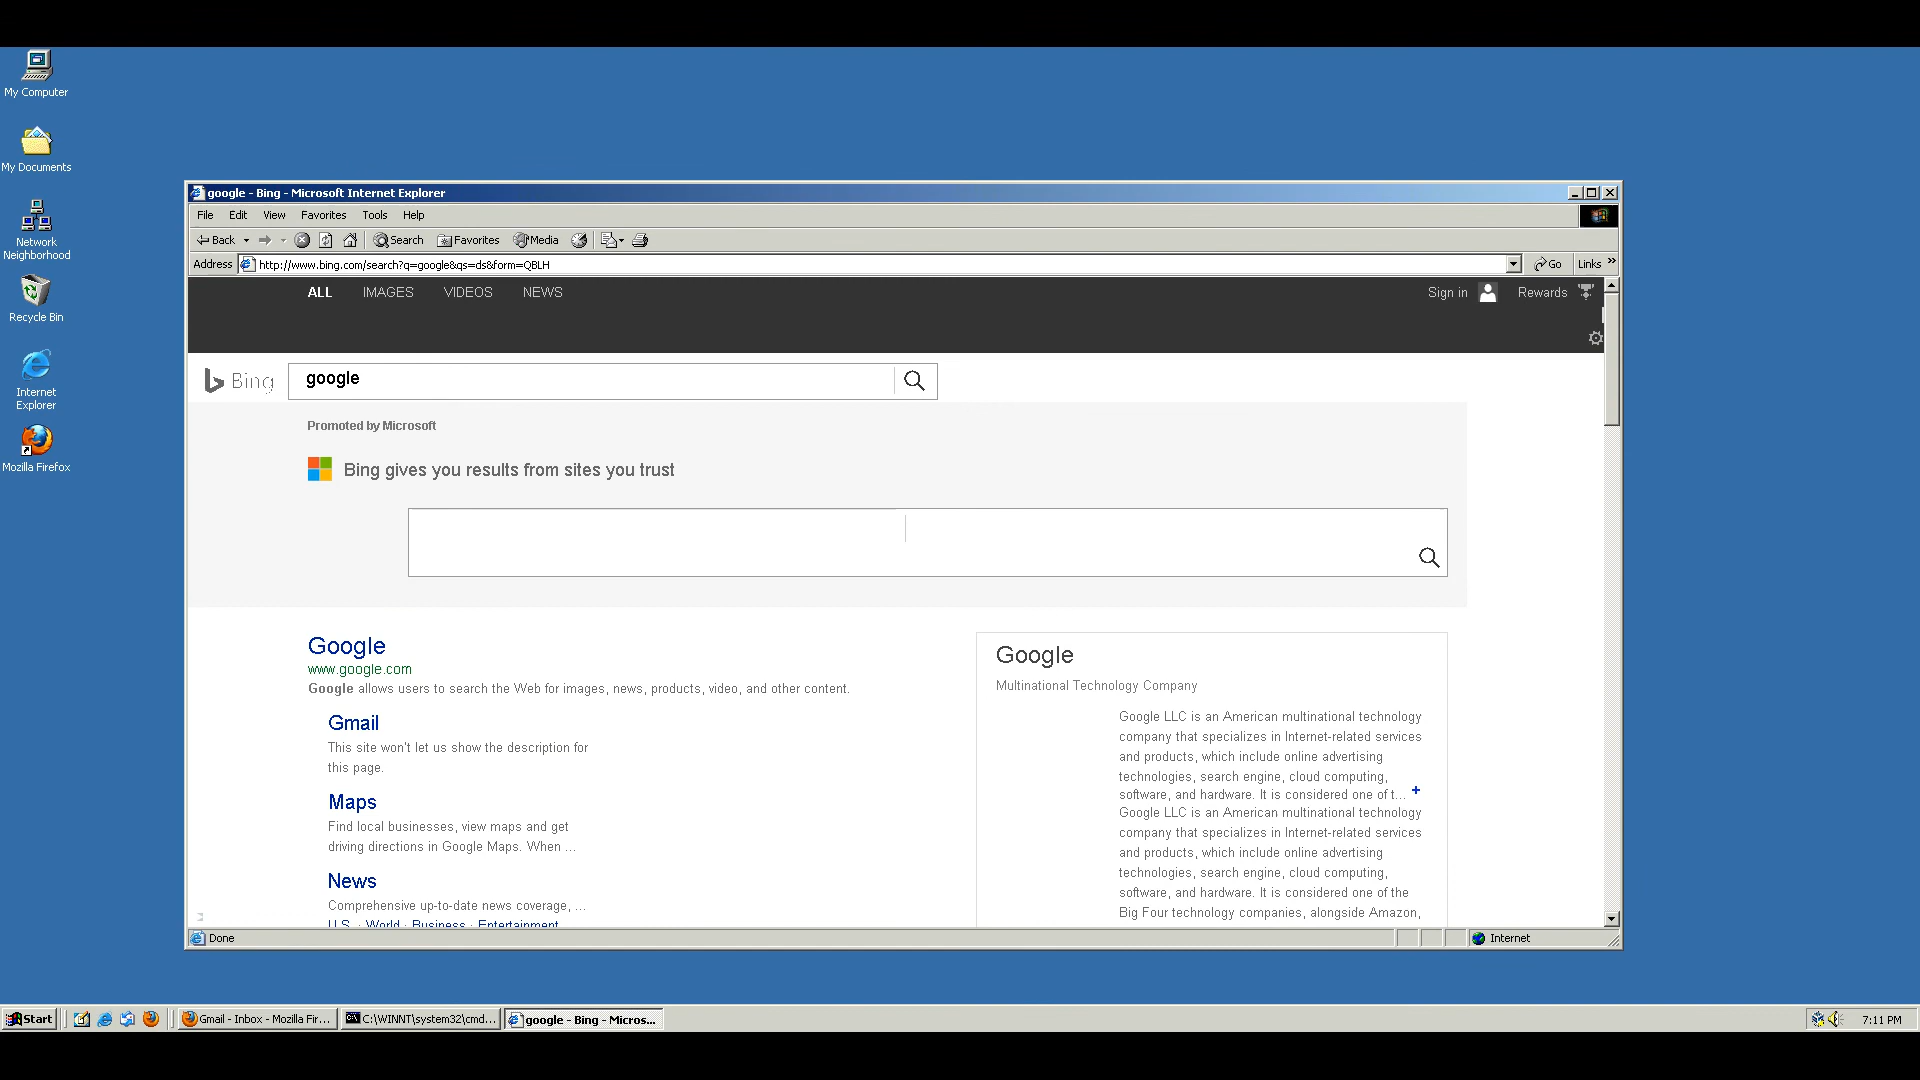 My Computer
My Documents
Network
Neighborhood
Recycle Bin
Internet
Explorer
Mozilla Firefox
google - Bing - Microsoft Internet Explorer
File Edit View Favorites Tools Help
Back Search Favorites Media
Address http://www.bing.com/search?q=google&qs=ds&form=QBLH Go Links »
ALL IMAGES VIDEOS NEWS Sign in Rewards
Bing google
Promoted by Microsoft
Bing gives you results from sites you trust
Google
www.google.com
Google allows users to search the Web for images, news, products, video, and other content.
Gmail
This site won't let us show the description for
this page.
Maps
Find local businesses, view maps and get
driving directions in Google Maps. When ...
News
Comprehensive up-to-date news coverage, ...
U.S. · World · Business · Entertainment
Google
Multinational Technology Company
Google LLC is an American multinational technology
company that specializes in Internet-related services
and products, which include online advertising
technologies, search engine, cloud computing,
software, and hardware. It is considered one of t... +
Google LLC is an American multinational technology
company that specializes in Internet-related services
and products, which include online advertising
technologies, search engine, cloud computing,
software, and hardware. It is considered one of the
Big Four technology companies, alongside Amazon,
Done Internet
Start Gmail - Inbox - Mozilla Fir... C:\WINNT\system32\cmd... google - Bing - Micros... 7:11 PM